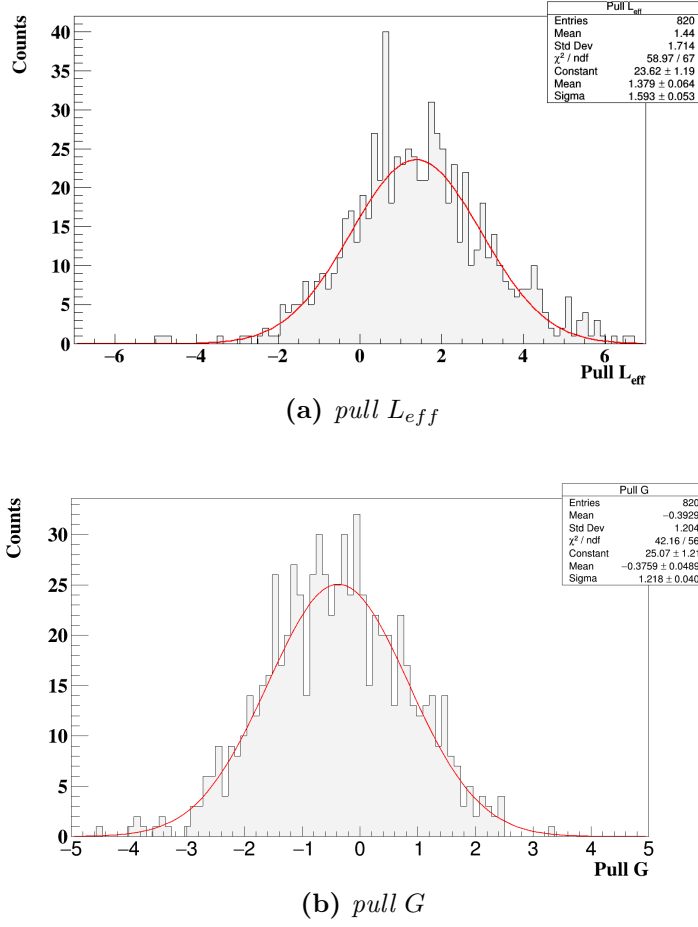 Pull L_eff
Entries 820
Mean 1.44
Std Dev 1.714
χ² / ndf 58.97 / 67
Constant 23.62 ± 1.19
Mean 1.379 ± 0.064
Sigma 1.593 ± 0.053
Counts
40
35
30
25
20
15
10
5
0
−6 −4 −2 0 2 4 6
Pull L_eff
(a) pull L_eff
Pull G
Entries 820
Mean −0.3929
Std Dev 1.204
χ² / ndf 42.16 / 56
Constant 25.07 ± 1.21
Mean −0.3759 ± 0.0489
Sigma 1.218 ± 0.040
Counts
30
25
20
15
10
5
0
−5 −4 −3 −2 −1 0 1 2 3 4 5
Pull G
(b) pull G